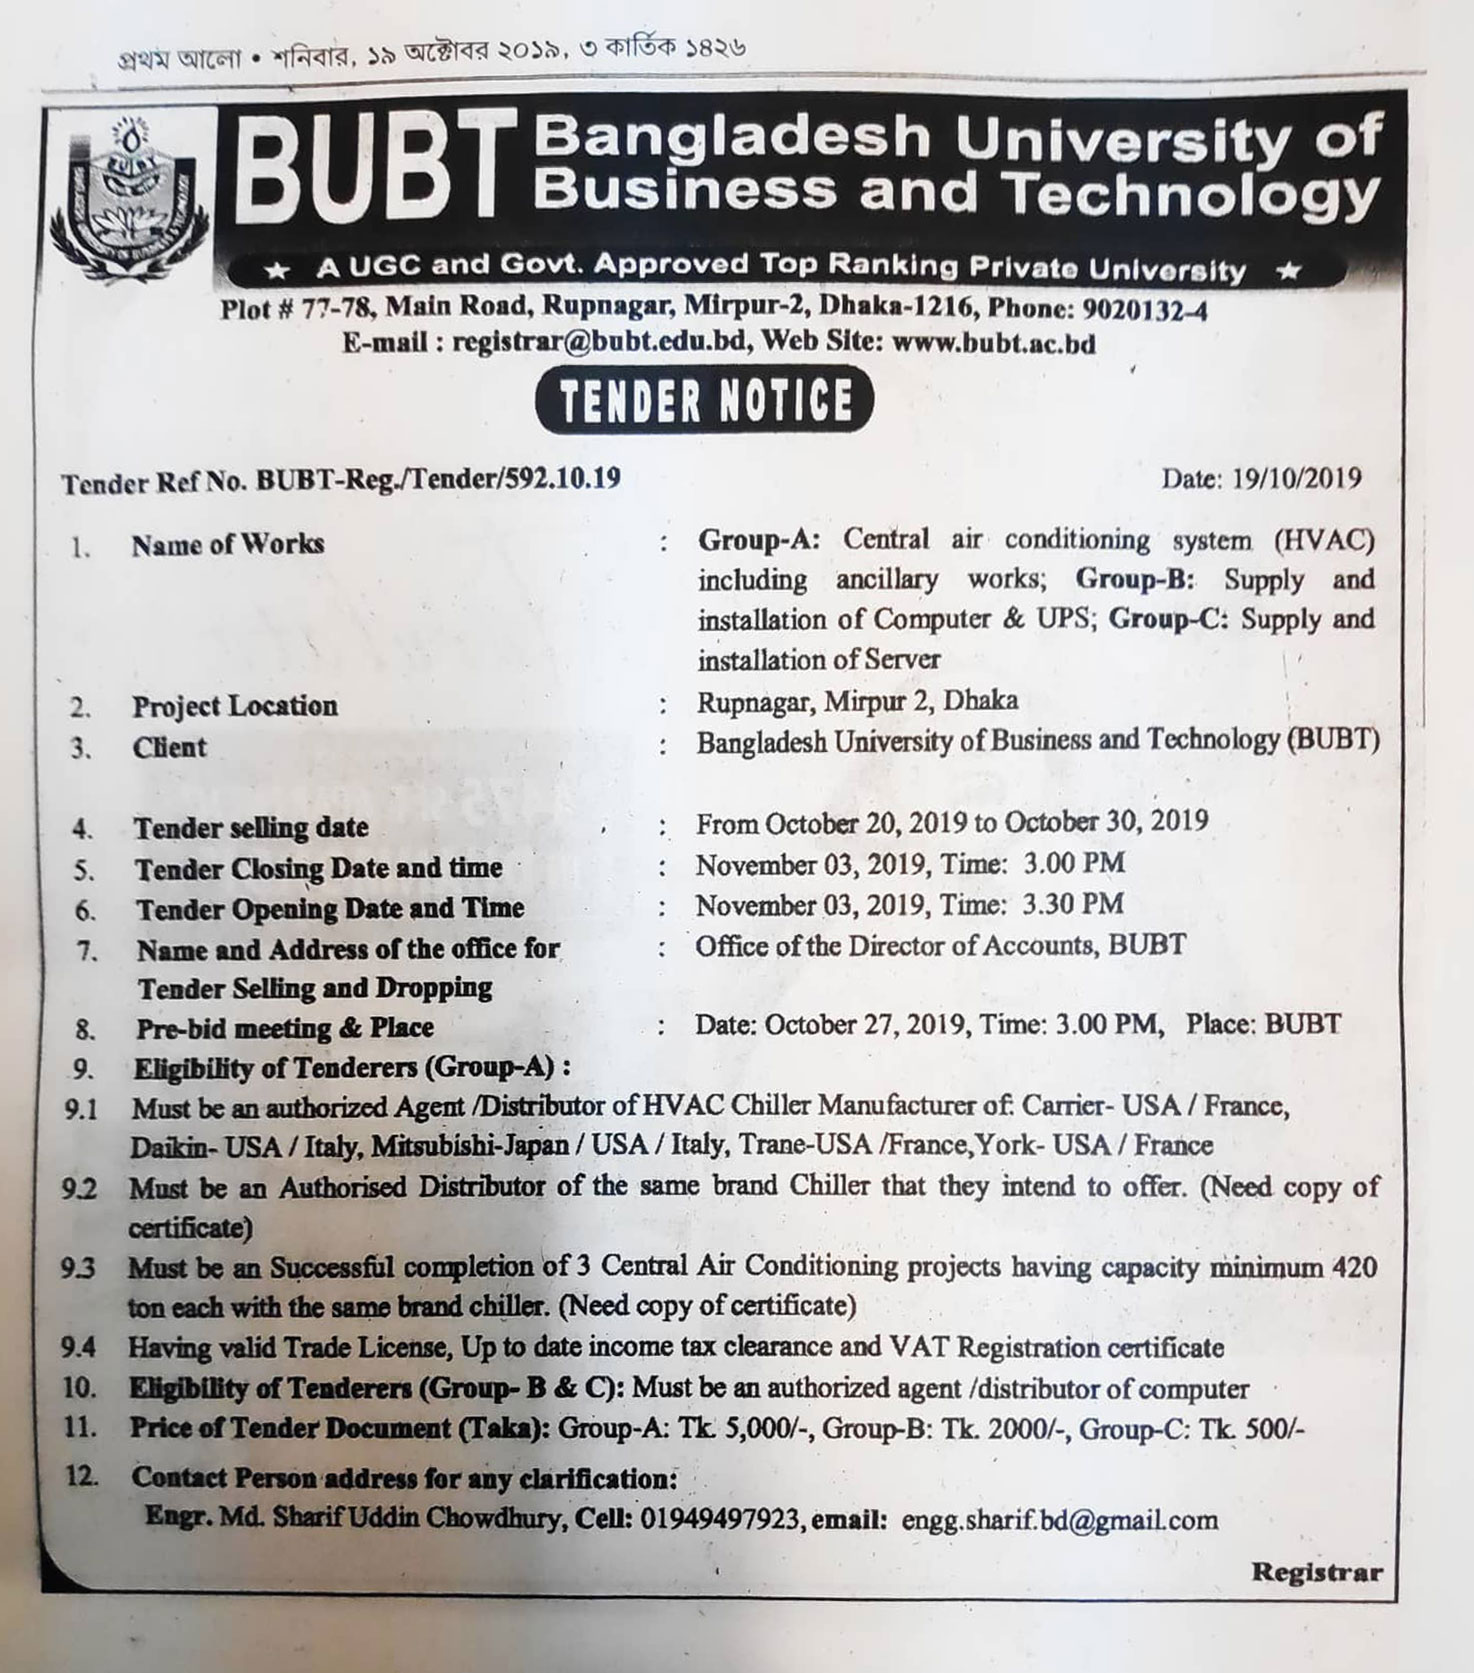 প্রথম আলো • শনিবার, ১৯ অক্টোবর ২০১৯, ৩ কার্তিক ১৪২৬
BUBT
BUBT Bangladesh University of
Business and Technology
★ A UGC and Govt. Approved Top Ranking Private University ★
Plot # 77-78, Main Road, Rupnagar, Mirpur-2, Dhaka-1216, Phone: 9020132-4
E-mail : registrar@bubt.edu.bd, Web Site: www.bubt.ac.bd
TENDER NOTICE
Tender Ref No. BUBT-Reg./Tender/592.10.19 Date: 19/10/2019
1. Name of Works : Group-A: Central air conditioning system (HVAC)
including ancillary works; Group-B: Supply and
installation of Computer & UPS; Group-C: Supply and
installation of Server
2. Project Location : Rupnagar, Mirpur 2, Dhaka
3. Client : Bangladesh University of Business and Technology (BUBT)
4. Tender selling date : From October 20, 2019 to October 30, 2019
5. Tender Closing Date and time : November 03, 2019, Time: 3.00 PM
6. Tender Opening Date and Time : November 03, 2019, Time: 3.30 PM
7. Name and Address of the office for : Office of the Director of Accounts, BUBT
Tender Selling and Dropping
8. Pre-bid meeting & Place : Date: October 27, 2019, Time: 3.00 PM, Place: BUBT
9. Eligibility of Tenderers (Group-A) :
9.1 Must be an authorized Agent /Distributor of HVAC Chiller Manufacturer of: Carrier- USA / France,
Daikin- USA / Italy, Mitsubishi-Japan / USA / Italy, Trane-USA /France,York- USA / France
9.2 Must be an Authorised Distributor of the same brand Chiller that they intend to offer. (Need copy of
certificate)
9.3 Must be an Successful completion of 3 Central Air Conditioning projects having capacity minimum 420
ton each with the same brand chiller. (Need copy of certificate)
9.4 Having valid Trade License, Up to date income tax clearance and VAT Registration certificate
10. Eligibility of Tenderers (Group- B & C): Must be an authorized agent /distributor of computer
11. Price of Tender Document (Taka): Group-A: Tk. 5,000/-, Group-B: Tk. 2000/-, Group-C: Tk. 500/-
12. Contact Person address for any clarification:
Engr. Md. Sharif Uddin Chowdhury, Cell: 01949497923, email: engg.sharif.bd@gmail.com
Registrar